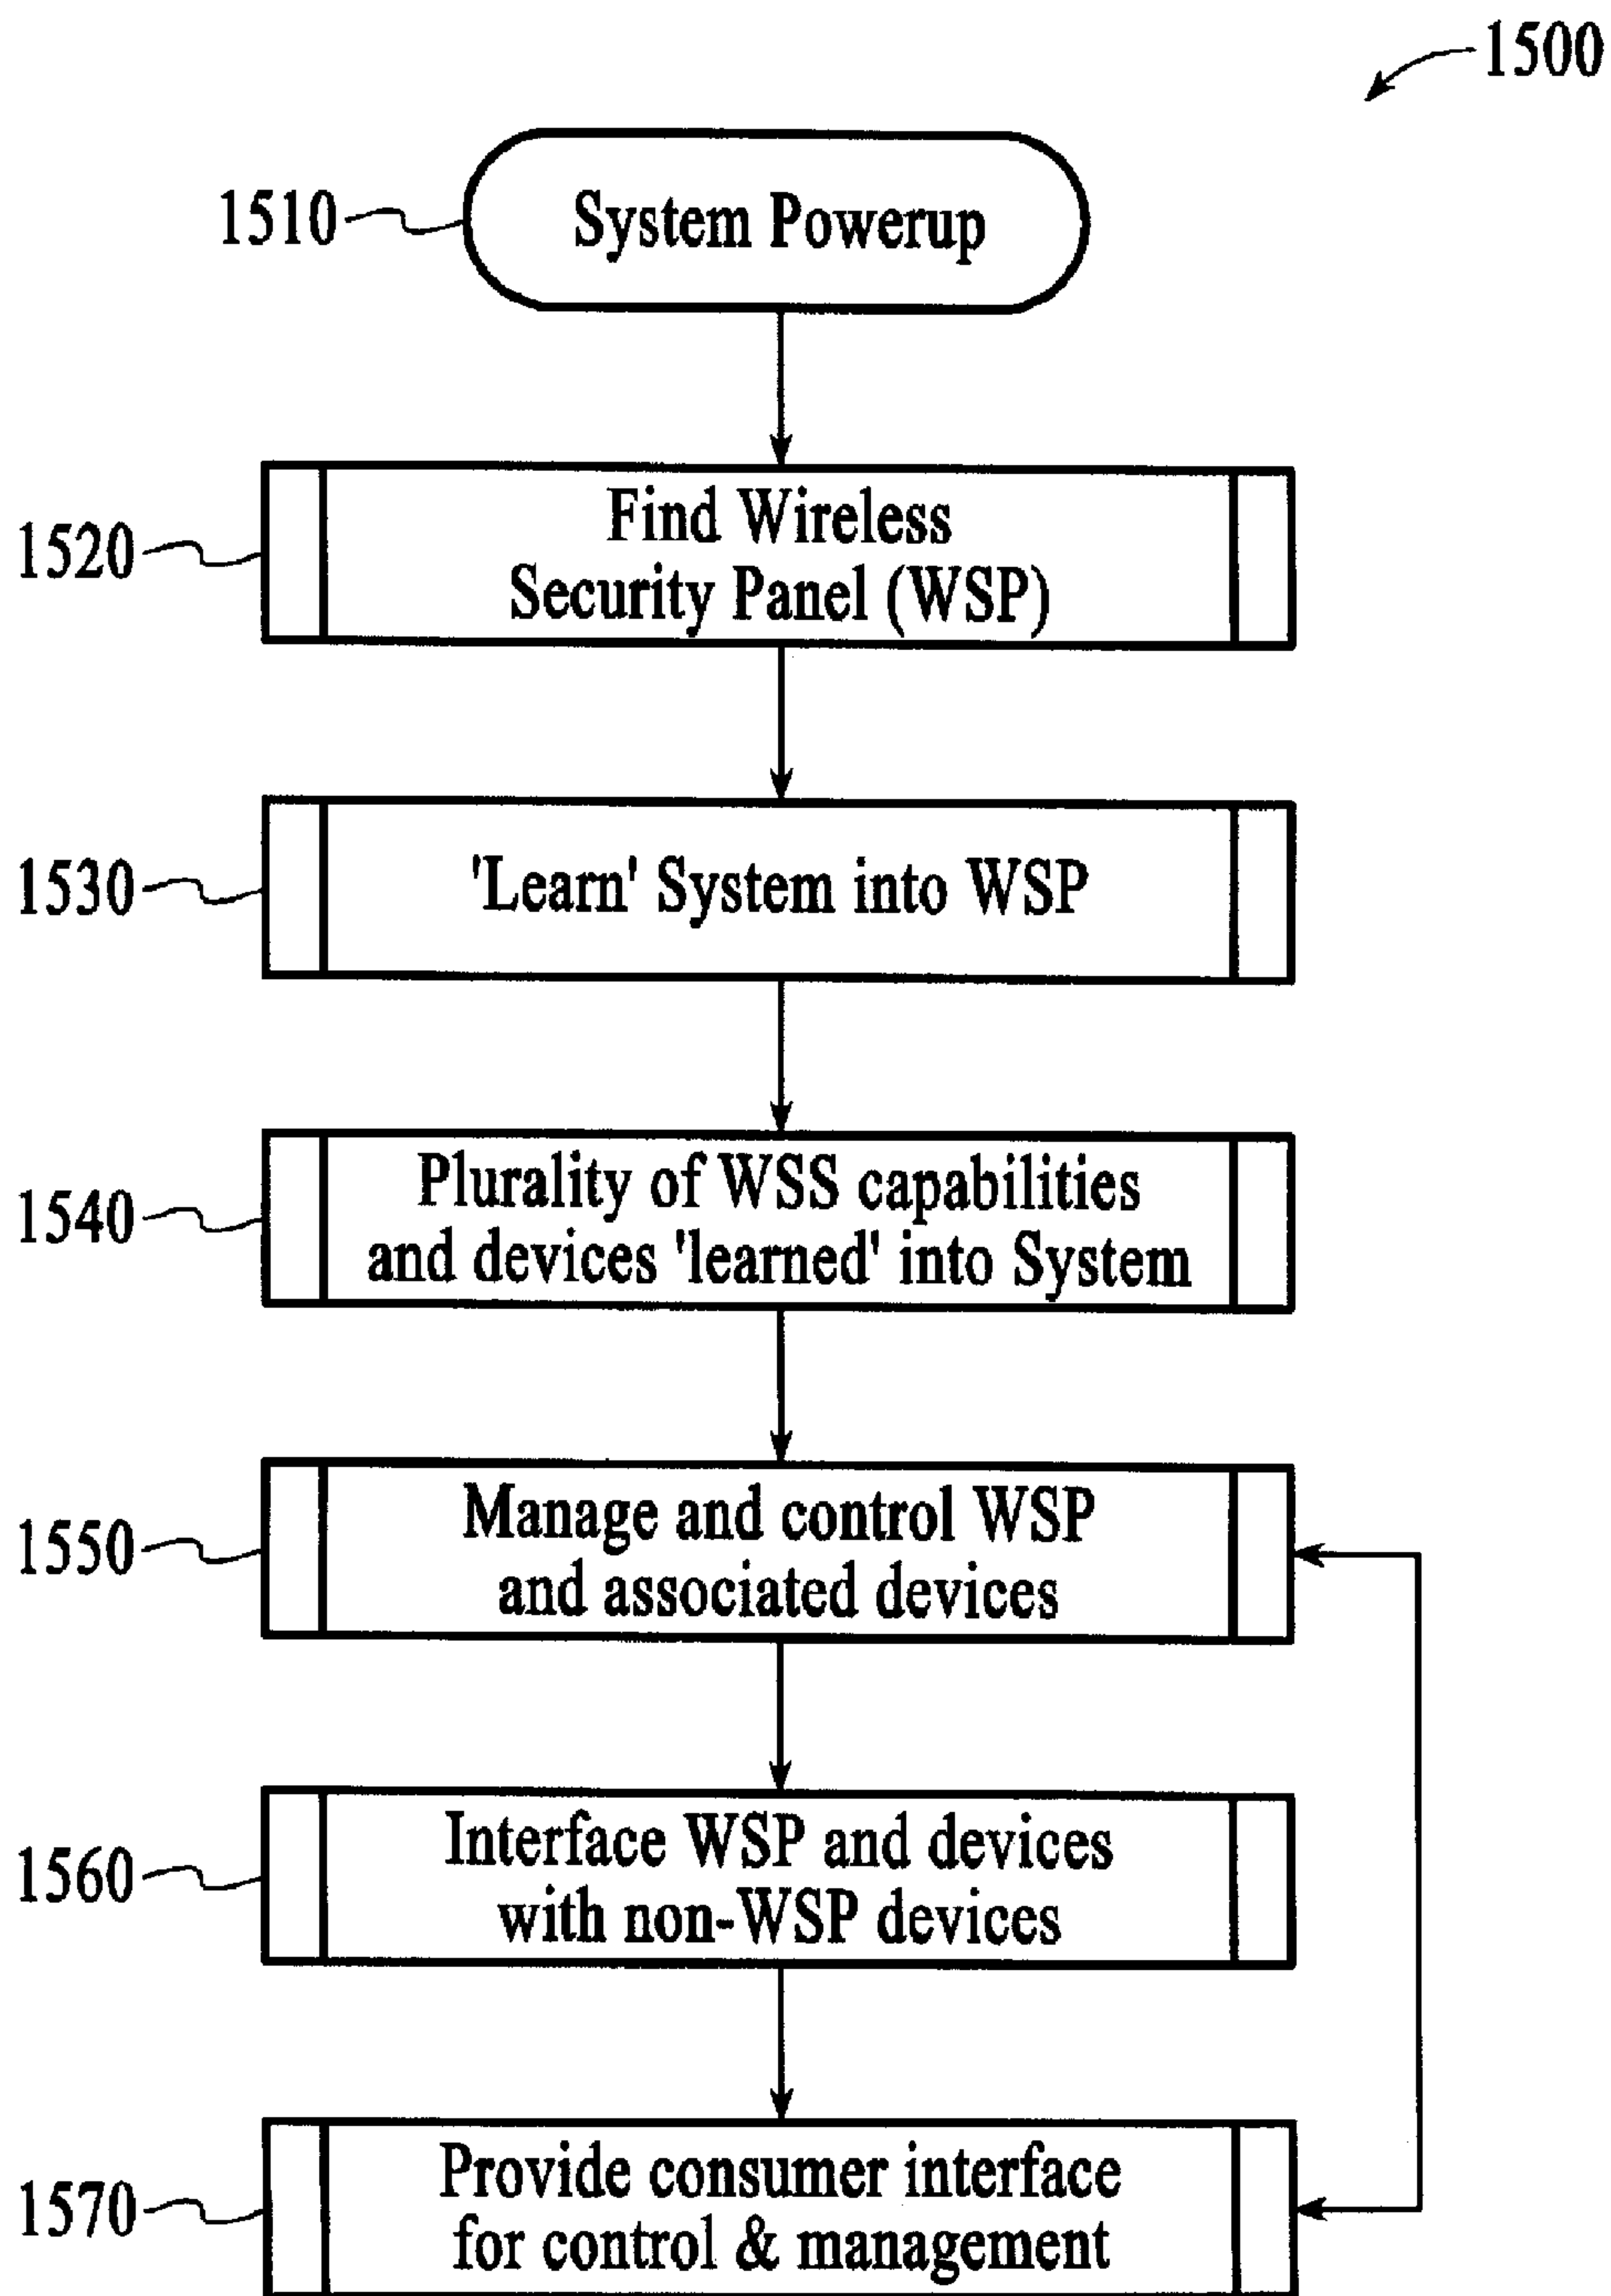 1500
1510
System Powerup
1520
Find Wireless
Security Panel (WSP)
1530
'Learn' System into WSP
1540
Plurality of WSS capabilities
and devices 'learned' into System
1550
Manage and control WSP
and associated devices
1560
Interface WSP and devices
with non-WSP devices
1570
Provide consumer interface
for control & management